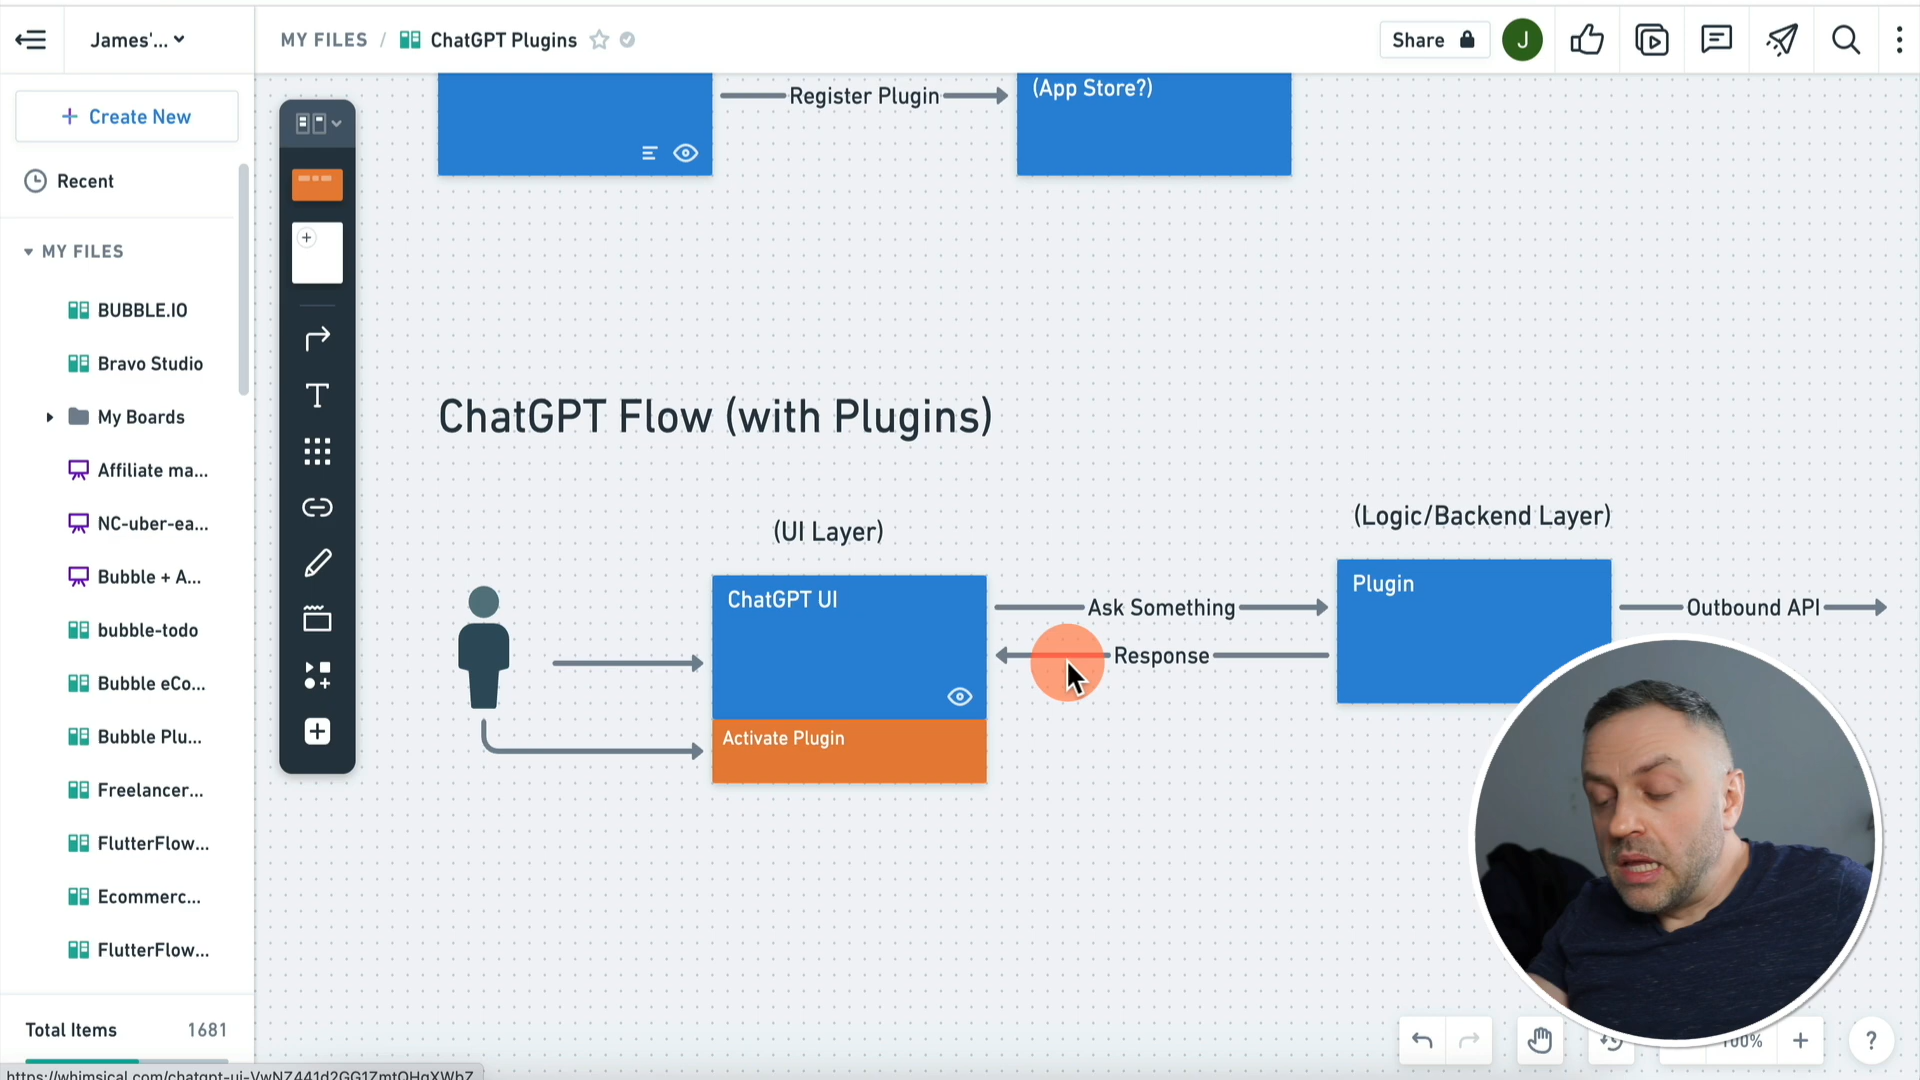 James'...
MY FILES / ChatGPT Plugins
Share
J
Create New
Recent
MY FILES
BUBBLE.IO
Bravo Studio
My Boards
Affiliate ma...
NC-uber-ea...
Bubble + A...
bubble-todo
Bubble eCo...
Bubble Plu...
Freelancer...
FlutterFlow...
Ecommerc...
FlutterFlow...
Total Items 1681
Register Plugin
(App Store?)
ChatGPT Flow (with Plugins)
(UI Layer)
(Logic/Backend Layer)
ChatGPT UI
Ask Something
Plugin
Outbound API
Response
Activate Plugin
100%
?